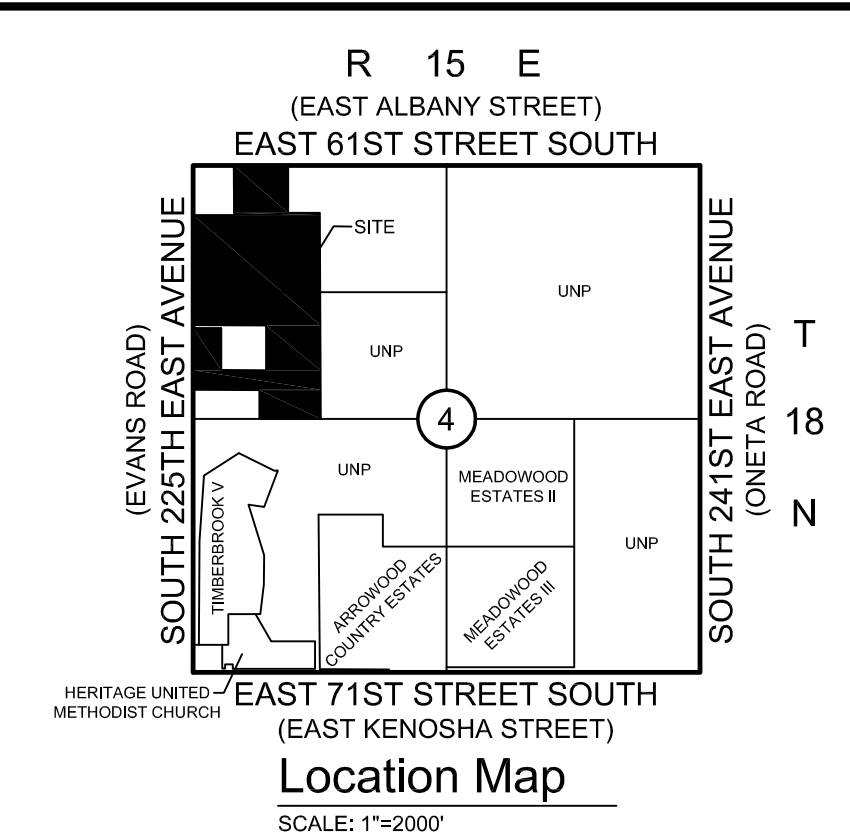 R 15 E
(EAST ALBANY STREET)
EAST 61ST STREET SOUTH
SOUTH 225TH EAST AVENUE
(EVANS ROAD)
SITE
UNP
UNP
SOUTH 241ST EAST AVENUE
(ONETA ROAD)
T
18
N
4
UNP
MEADOWOOD
ESTATES II
TIMBERBROOK V
UNP
ARROWOOD
COUNTRY ESTATES
MEADOWOOD
ESTATES III
HERITAGE UNITED
METHODIST CHURCH
EAST 71ST STREET SOUTH
(EAST KENOSHA STREET)
Location Map
SCALE: 1"=2000'